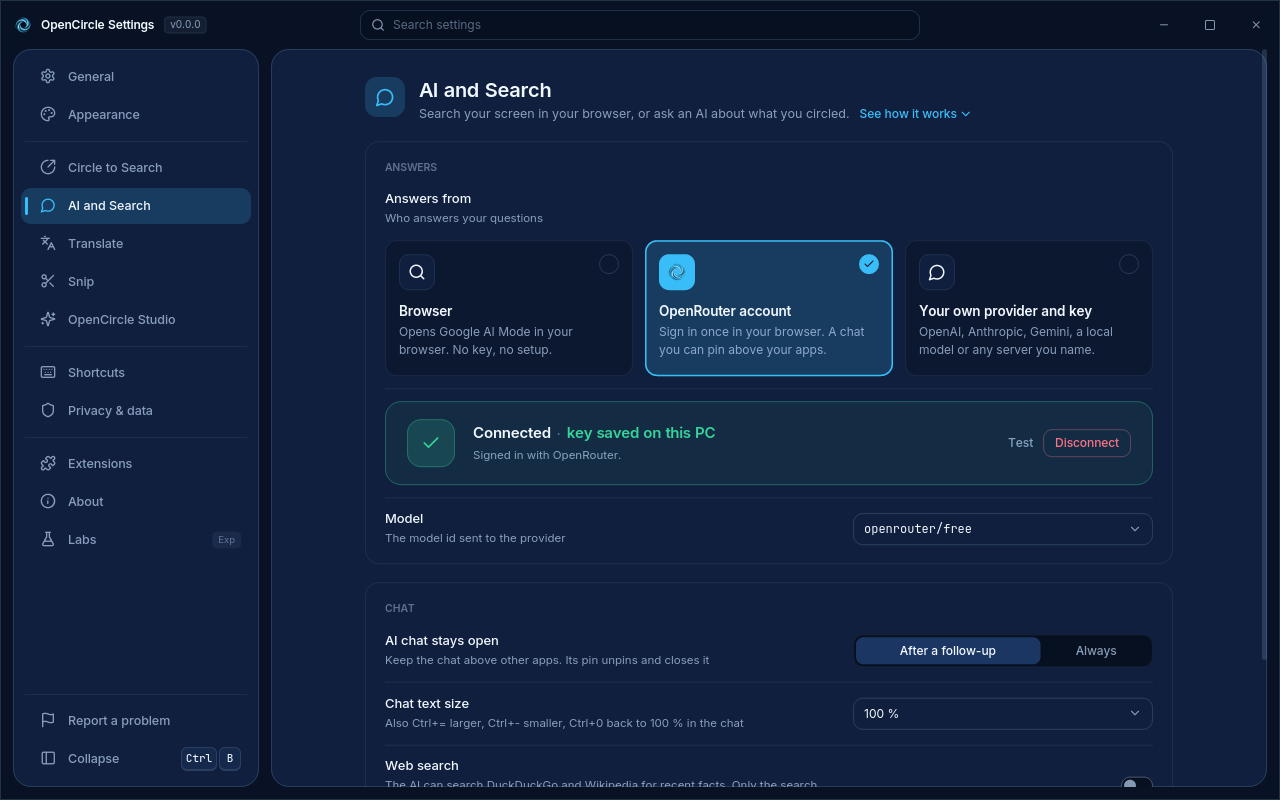 OpenCircle Settings v0.0.0
Search settings
General
Appearance
Circle to Search
AI and Search
Translate
Snip
OpenCircle Studio
Shortcuts
Privacy & data
Extensions
About
Labs Exp
Report a problem
Collapse Ctrl B
AI and Search
Search your screen in your browser, or ask an AI about what you circled. See how it works
ANSWERS
Answers from
Who answers your questions
Browser
Opens Google AI Mode in your
browser. No key, no setup.
OpenRouter account
Sign in once in your browser. A chat
you can pin above your apps.
Your own provider and key
OpenAI, Anthropic, Gemini, a local
model or any server you name.
Connected · key saved on this PC
Signed in with OpenRouter.
Test Disconnect
Model
The model id sent to the provider
openrouter/free
CHAT
AI chat stays open
Keep the chat above other apps. Its pin unpins and closes it
After a follow-up Always
Chat text size
Also Ctrl+= larger, Ctrl+- smaller, Ctrl+0 back to 100 % in the chat
100 %
Web search
The AI can search DuckDuckGo and Wikipedia for recent facts. Only the search